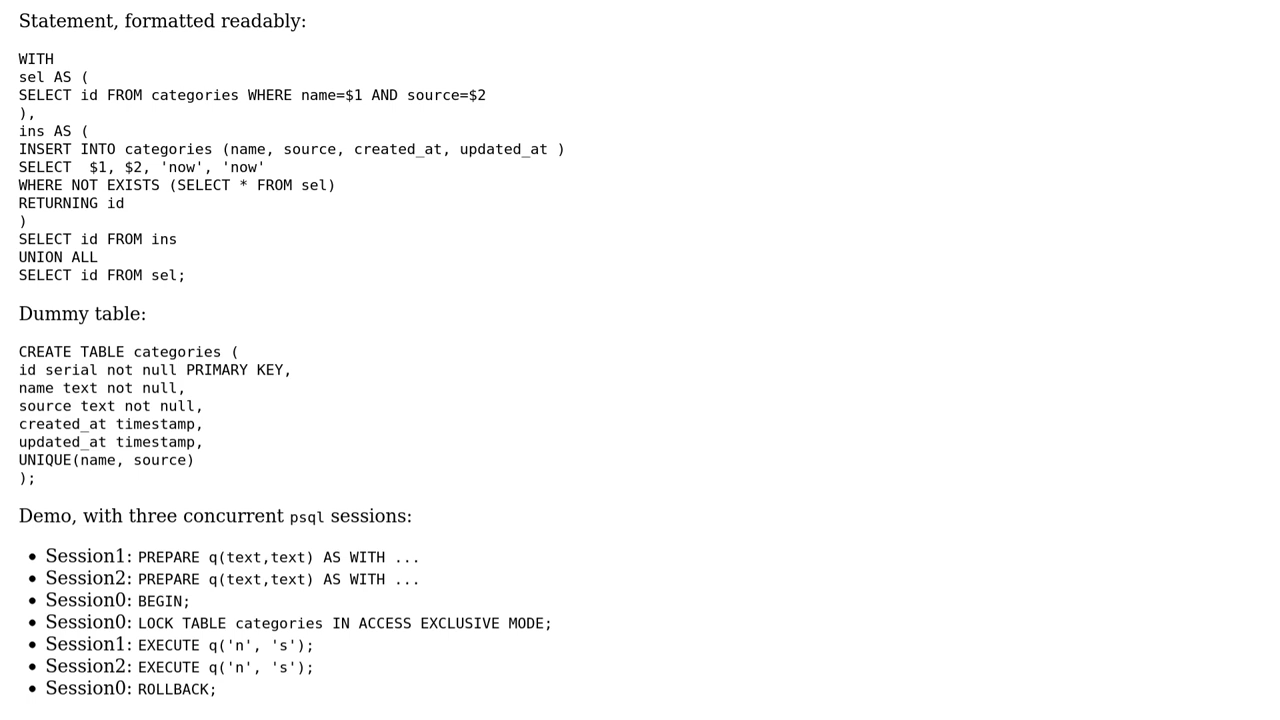 Statement, formatted readably:
WITH
sel AS (
SELECT id FROM categories WHERE name=$1 AND source=$2
),
ins AS (
INSERT INTO categories (name, source, created_at, updated_at )
SELECT  $1, $2, 'now', 'now'
WHERE NOT EXISTS (SELECT * FROM sel)
RETURNING id
)
SELECT id FROM ins
UNION ALL
SELECT id FROM sel;
Dummy table:
CREATE TABLE categories (
id serial not null PRIMARY KEY,
name text not null,
source text not null,
created_at timestamp,
updated_at timestamp,
UNIQUE(name, source)
);
Demo, with three concurrent psql sessions:
• Session1: PREPARE q(text,text) AS WITH ...
• Session2: PREPARE q(text,text) AS WITH ...
• Session0: BEGIN;
• Session0: LOCK TABLE categories IN ACCESS EXCLUSIVE MODE;
• Session1: EXECUTE q('n', 's');
• Session2: EXECUTE q('n', 's');
• Session0: ROLLBACK;